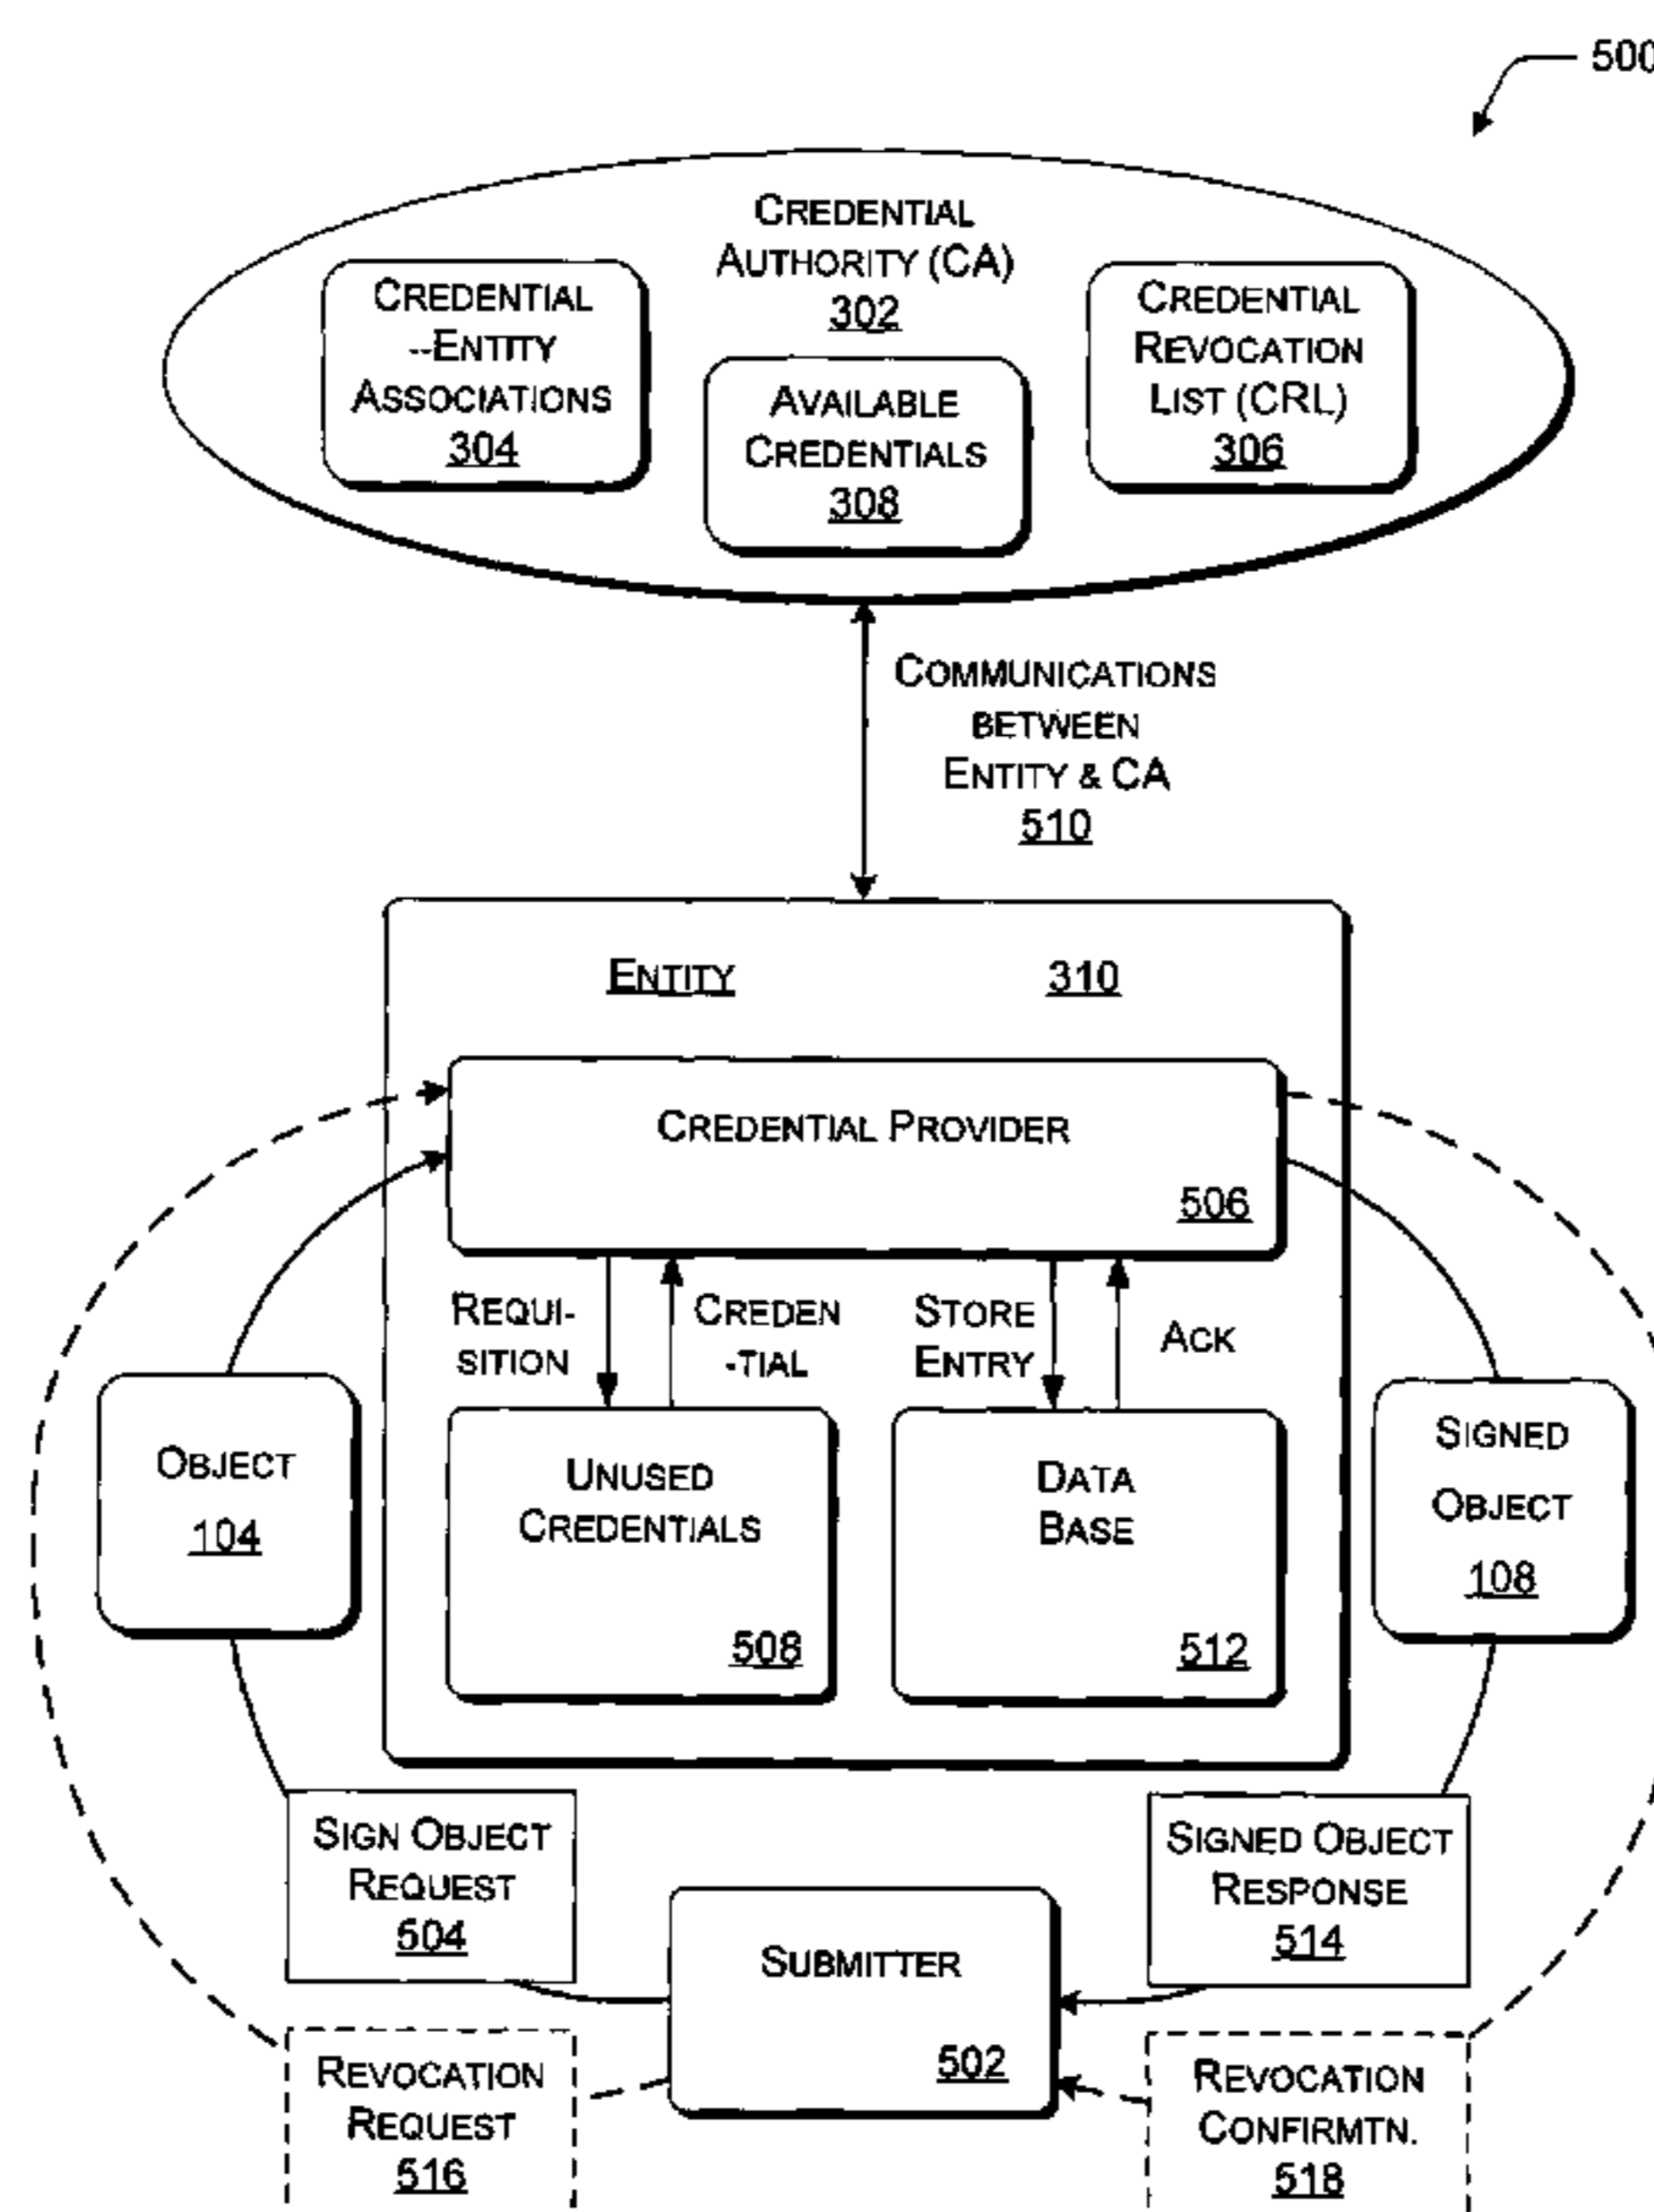 500
CREDENTIAL
AUTHORITY (CA)
302
CREDENTIAL
--ENTITY
ASSOCIATIONS
304
AVAILABLE
CREDENTIALS
308
CREDENTIAL
REVOCATION
LIST (CRL)
306
COMMUNICATIONS
BETWEEN
ENTITY & CA
510
ENTITY 310
CREDENTIAL PROVIDER
506
REQUI-
SITION
CREDEN
-TIAL
STORE
ENTRY
ACK
OBJECT
104
UNUSED
CREDENTIALS
508
DATA
BASE
512
SIGNED
OBJECT
108
SIGN OBJECT
REQUEST
504
SUBMITTER
502
SIGNED OBJECT
RESPONSE
514
REVOCATION
REQUEST
516
REVOCATION
CONFIRMTN.
518